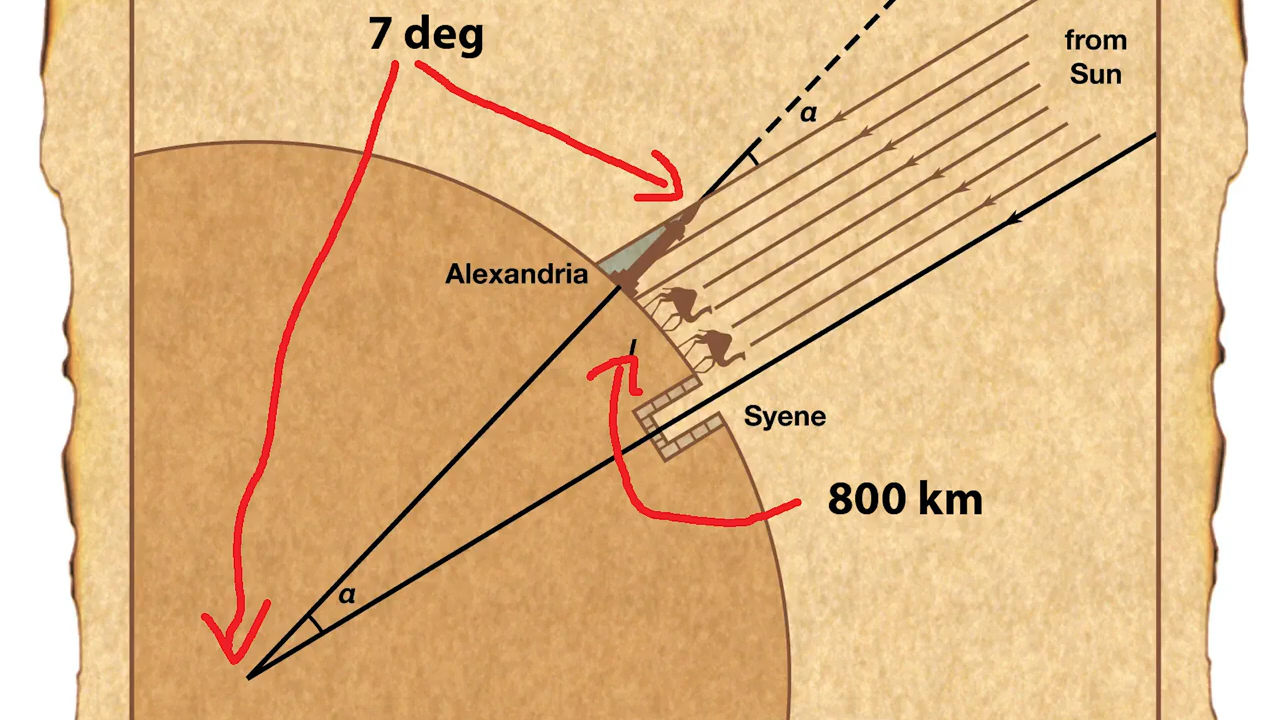 7 deg
from
Sun
α
Alexandria
Syene
800 km
α